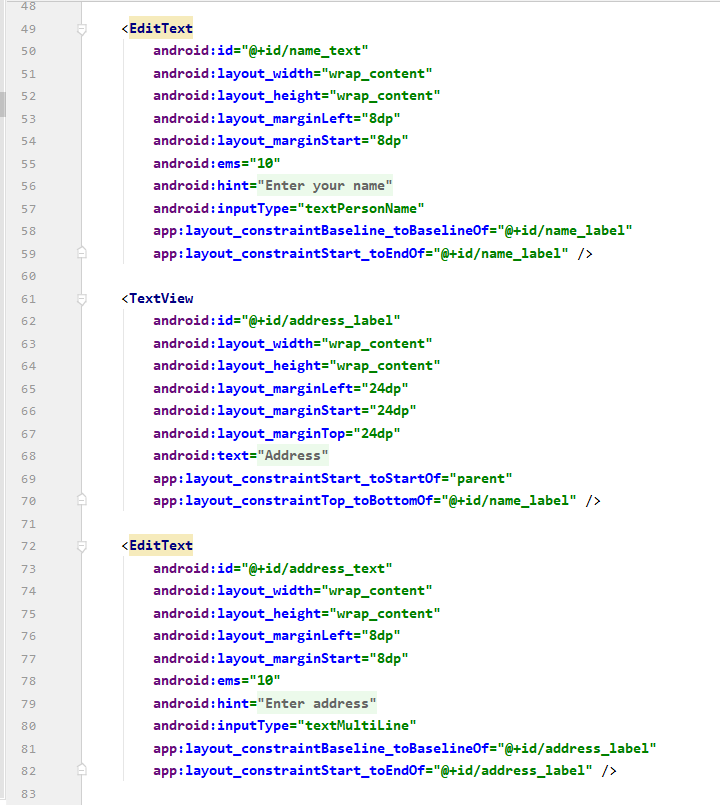 48
49 <EditText
50 android:id="@+id/name_text"
51 android:layout_width="wrap_content"
52 android:layout_height="wrap_content"
53 android:layout_marginLeft="8dp"
54 android:layout_marginStart="8dp"
55 android:ems="10"
56 android:hint="Enter your name"
57 android:inputType="textPersonName"
58 app:layout_constraintBaseline_toBaselineOf="@+id/name_label"
59 app:layout_constraintStart_toEndOf="@+id/name_label" />
60
61 <TextView
62 android:id="@+id/address_label"
63 android:layout_width="wrap_content"
64 android:layout_height="wrap_content"
65 android:layout_marginLeft="24dp"
66 android:layout_marginStart="24dp"
67 android:layout_marginTop="24dp"
68 android:text="Address"
69 app:layout_constraintStart_toStartOf="parent"
70 app:layout_constraintTop_toBottomOf="@+id/name_label" />
71
72 <EditText
73 android:id="@+id/address_text"
74 android:layout_width="wrap_content"
75 android:layout_height="wrap_content"
76 android:layout_marginLeft="8dp"
77 android:layout_marginStart="8dp"
78 android:ems="10"
79 android:hint="Enter address"
80 android:inputType="textMultiLine"
81 app:layout_constraintBaseline_toBaselineOf="@+id/address_label"
82 app:layout_constraintStart_toEndOf="@+id/address_label" />
83